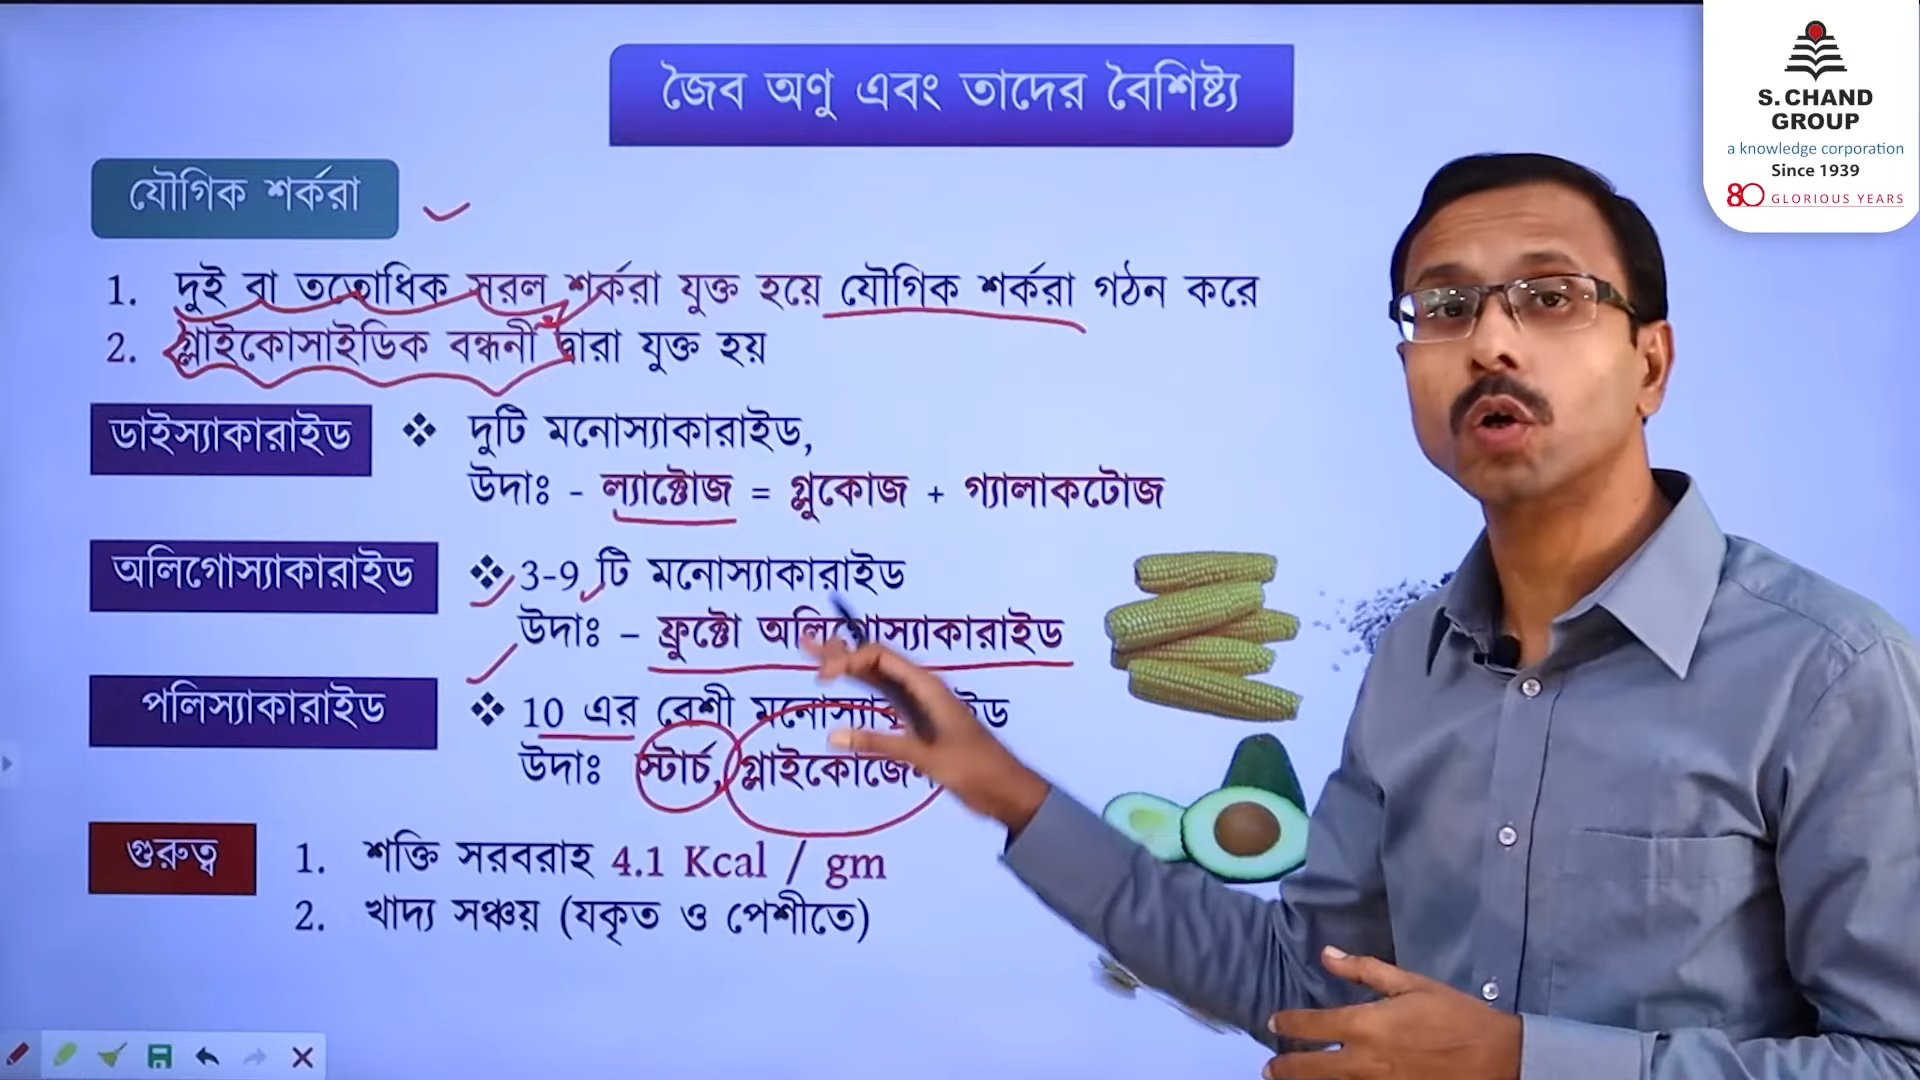 জৈব অণু এবং তাদের বৈশিষ্ট্য
S. CHAND
GROUP
a knowledge corporation
Since 1939
80 GLORIOUS YEARS
যৌগিক শর্করা
1. দুই বা ততোধিক সরল শর্করা যুক্ত হয়ে যৌগিক শর্করা গঠন করে
2. গ্লাইকোসাইডিক বন্ধনী দ্বারা যুক্ত হয়
ডাইস্যাকারাইড ❖ দুটি মনোস্যাকারাইড,
উদাঃ - ল্যাক্টোজ = গ্লুকোজ + গ্যালাকটোজ
অলিগোস্যাকারাইড ❖ 3-9 টি মনোস্যাকারাইড
উদাঃ – ফ্রুক্টো অলিগোস্যাকারাইড
পলিস্যাকারাইড ❖ 10 এর বেশী মনোস্যাকারাইড
উদাঃ স্টার্চ, গ্লাইকোজেন
গুরুত্ব 1. শক্তি সরবরাহ 4.1 Kcal / gm
2. খাদ্য সঞ্চয় (যকৃত ও পেশীতে)